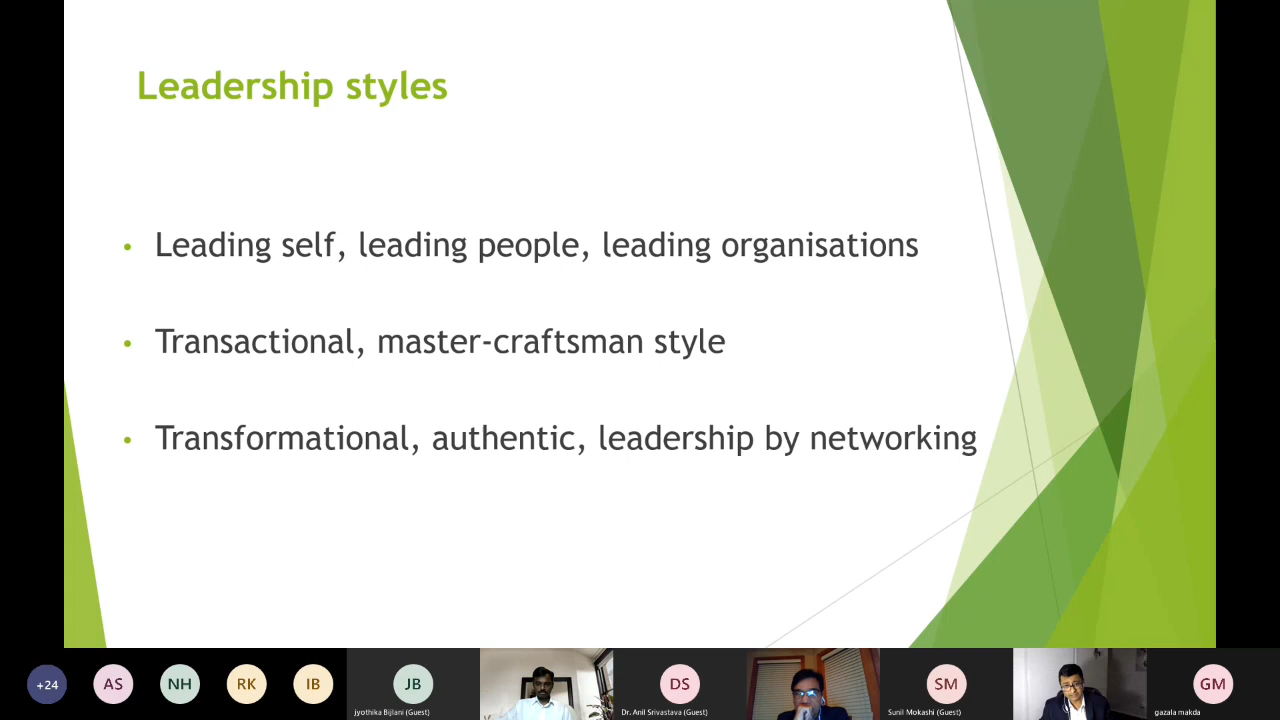 Leadership styles
• Leading self, leading people, leading organisations
• Transactional, master-craftsman style
• Transformational, authentic, leadership by networking
+24
AS
NH
RK
IB
JB
jyothika Bijlani (Guest)
DS
Dr. Anil Srivastava (Guest)
SM
Sunil Mokashi (Guest)
GM
gazala makda